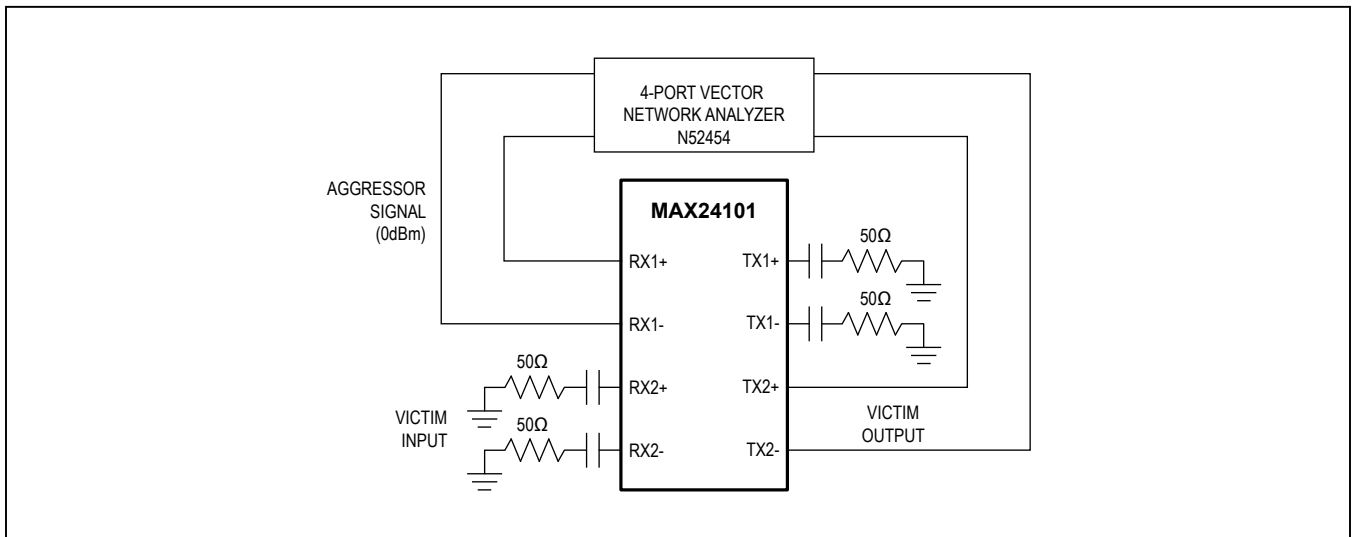 4-PORT VECTOR
NETWORK ANALYZER
N52454
AGGRESSOR
SIGNAL
(0dBm)
MAX24101
RX1+
TX1+
50Ω
RX1-
TX1-
50Ω
50Ω
RX2+
TX2+
VICTIM
INPUT
50Ω
RX2-
TX2-
VICTIM
OUTPUT